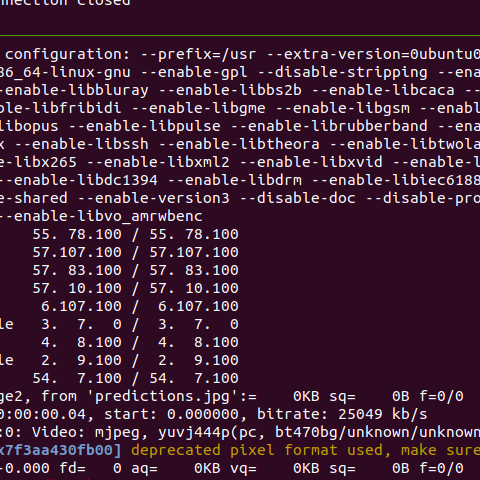 nnection closed
configuration: --prefix=/usr --extra-version=0ubuntu0
86_64-linux-gnu --enable-gpl --disable-stripping --ena
--enable-libbluray --enable-libbs2b --enable-libcaca --
ble-libfribidi --enable-libgme --enable-libgsm --enabl
libopus --enable-libpulse --enable-librubberband --ena
x --enable-libssh --enable-libtheora --enable-libtwola
e-libx265 --enable-libxml2 --enable-libxvid --enable-l
--enable-libdc1394 --enable-libdrm --enable-libiec6188
e-shared --enable-version3 --disable-doc --disable-pro
--enable-libvo_amrwbenc
55. 78.100 / 55. 78.100
57.107.100 / 57.107.100
57. 83.100 / 57. 83.100
57. 10.100 / 57. 10.100
6.107.100 /  6.107.100
le   3.  7.  0 /  3.  7.  0
4.  8.100 /  4.  8.100
le   2.  9.100 /  2.  9.100
54.  7.100 / 54.  7.100
ge2, from 'predictions.jpg':=    0KB sq=    0B f=0/0
0:00:00.04, start: 0.000000, bitrate: 25049 kb/s
:0: Video: mjpeg, yuvj444p(pc, bt470bg/unknown/unknown
x7f3aa430fb00] deprecated pixel format used, make sure
-0.000 fd=   0 aq=    0KB vq=    0KB sq=    0B f=0/0